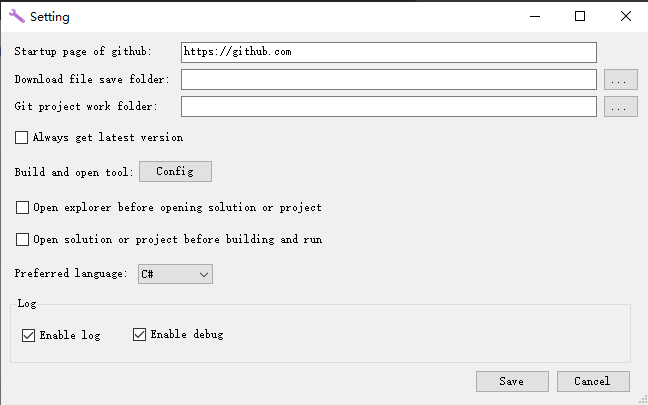 Setting
Startup page of github: https://github.com
Download file save folder: ...
Git project work folder: ...
Always get latest version
Build and open tool: Config
Open explorer before opening solution or project
Open solution or project before building and run
Preferred language: C#
Log
Enable log Enable debug
Save Cancel